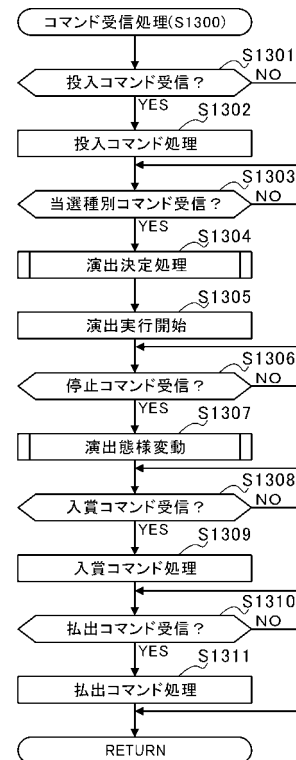 コマンド受信処理(S1300)
S1301
投入コマンド受信？
NO
YES
S1302
投入コマンド処理
S1303
当選種別コマンド受信？
NO
YES
S1304
演出決定処理
S1305
演出実行開始
S1306
停止コマンド受信？
NO
YES
S1307
演出態様変動
S1308
入賞コマンド受信？
NO
YES
S1309
入賞コマンド処理
S1310
払出コマンド受信？
NO
YES
S1311
払出コマンド処理
RETURN